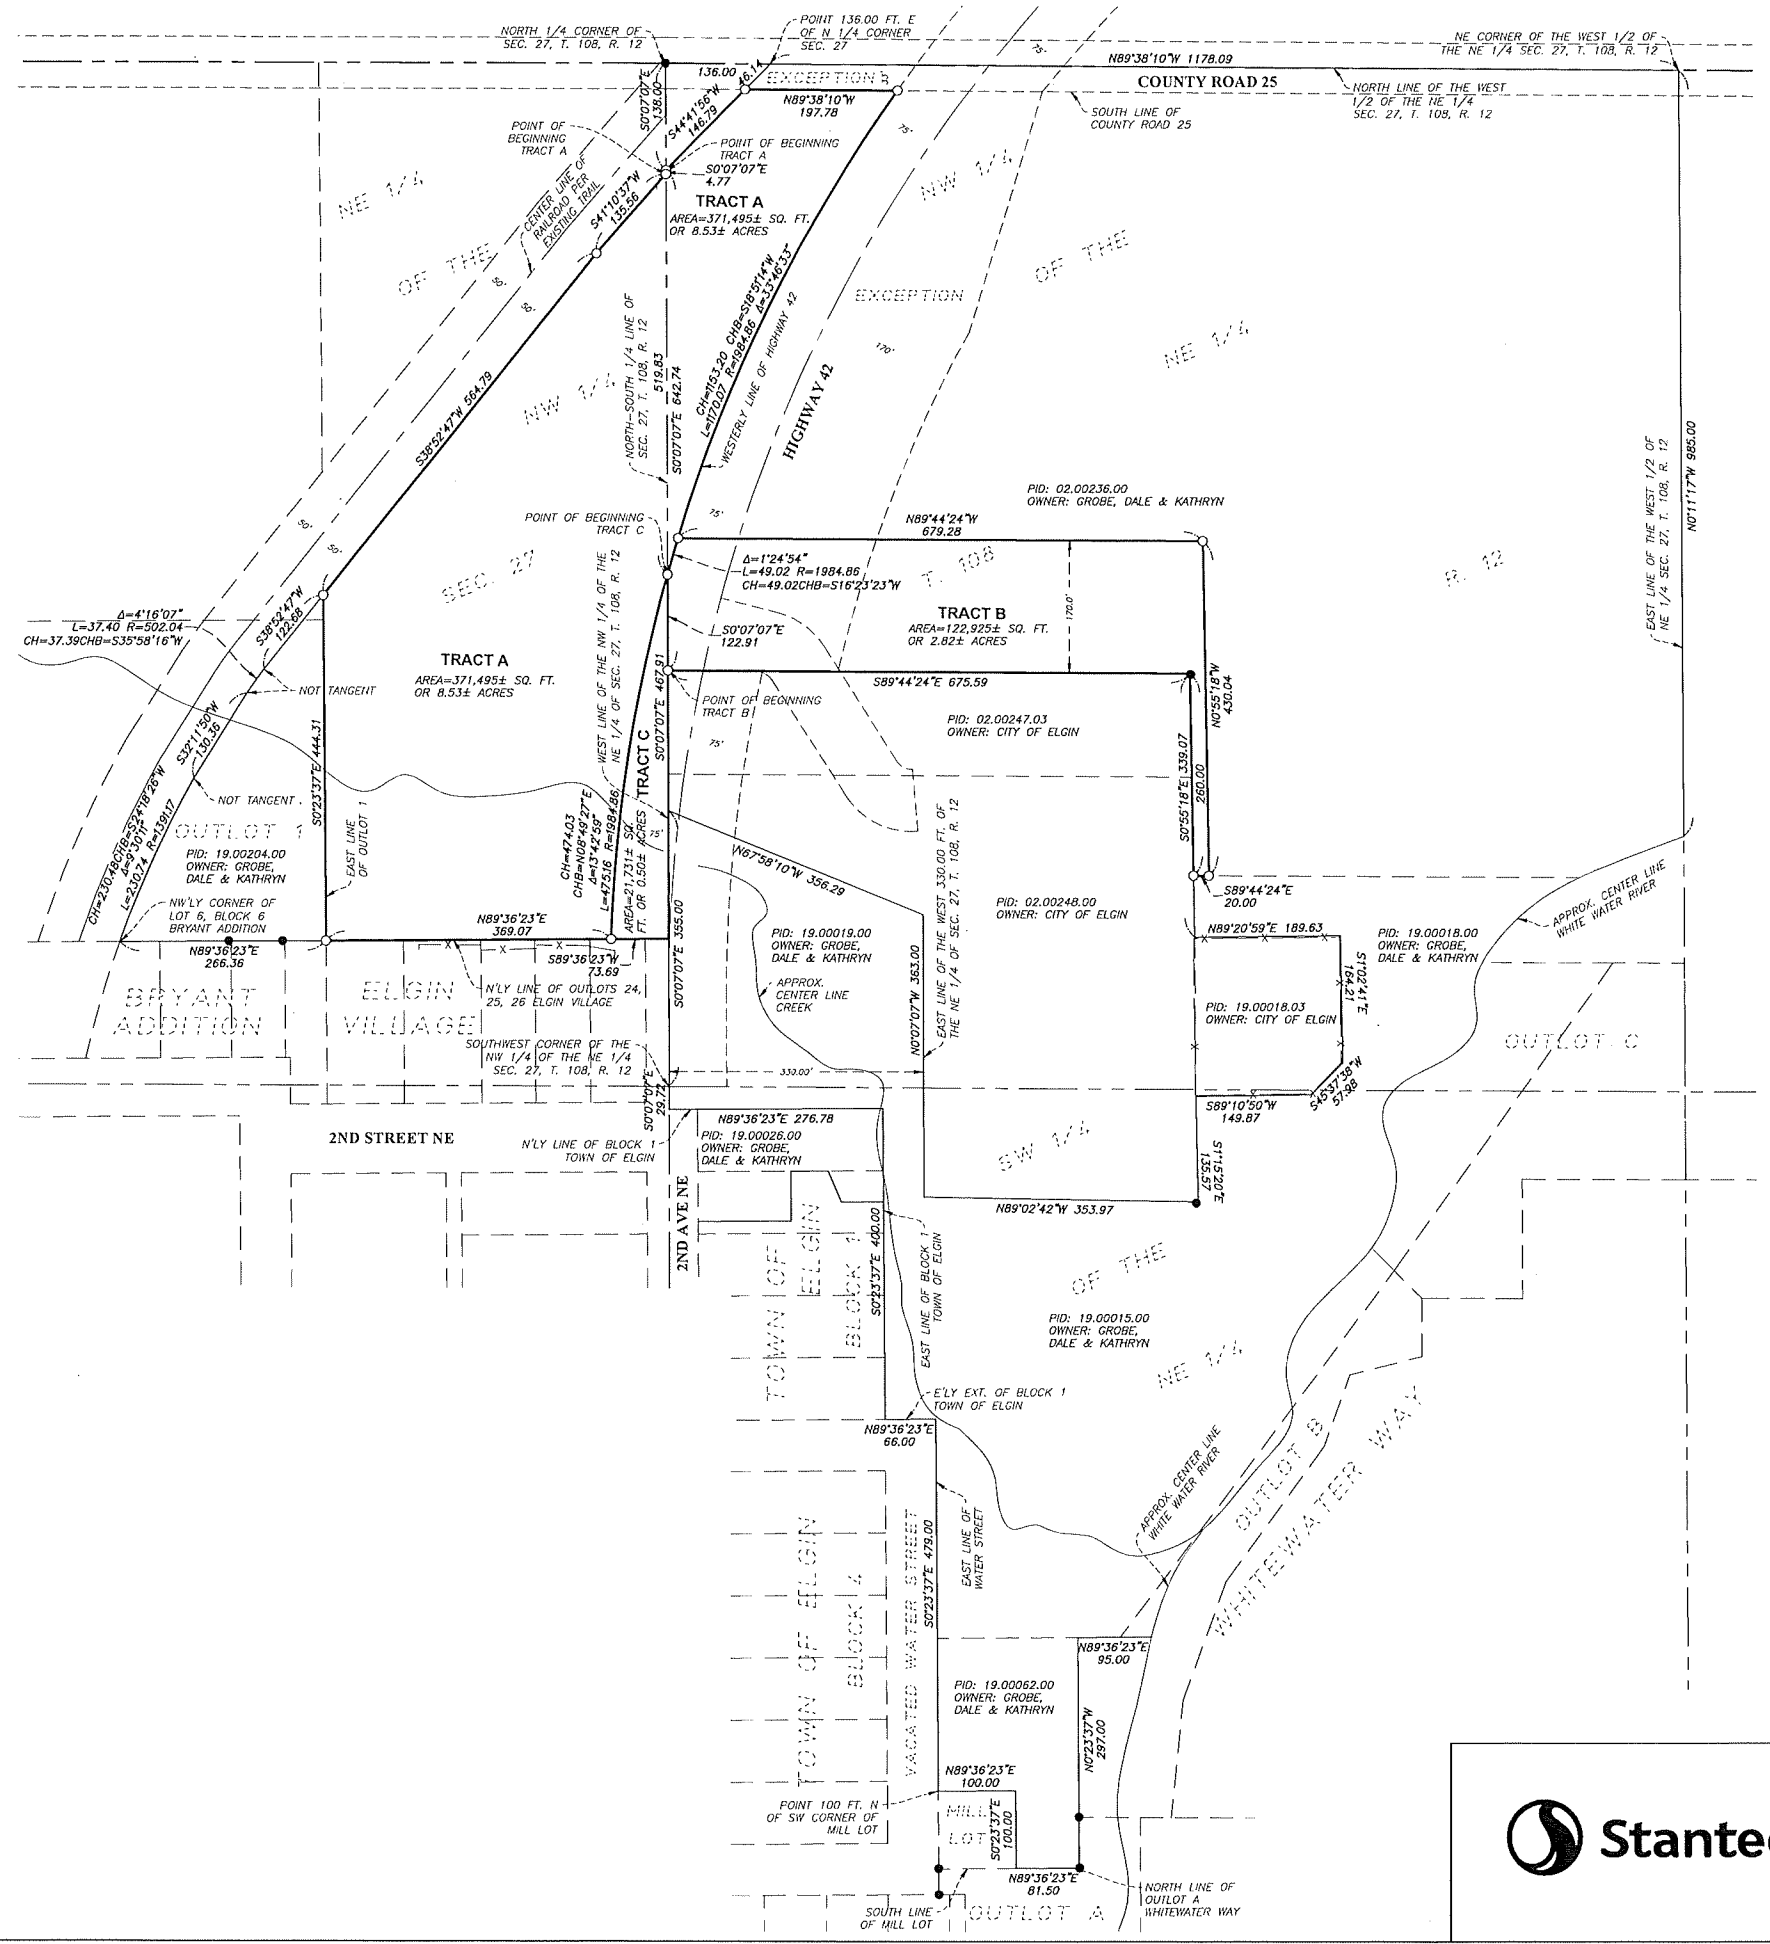 NORTH 1/4 CORNER OF
SEC. 27, T. 108, R. 12
POINT 136.00 FT. E
OF N 1/4 CORNER
SEC. 27
NE CORNER OF THE WEST 1/2 OF
THE NE 1/4 SEC. 27, T. 108, R. 12
75'
N89°38'10"W 1178.09
COUNTY ROAD 25
136.00
46.14
EXCEPTION
N89°38'10"W
197.78
NORTH LINE OF THE WEST
1/2 OF THE NE 1/4
SEC. 27, T. 108, R. 12
SOUTH LINE OF
COUNTY ROAD 25
S0°07'07"E
138.00
S44°41'56"W
146.79
POINT OF
BEGINNING
TRACT A
POINT OF BEGINNING
TRACT A
S0°07'07"E
4.77
75'
NE 1/4
OF THE
NW 1/4
OF THE
NE 1/4
CENTER LINE OF
RAILROAD PER
EXISTING TRAIL
S41°10'37"W
135.56
TRACT A
AREA=371,495± SQ. FT.
OR 8.53± ACRES
50'
50'
CH=1153.20 CHB=S18°51'14"W
L=1170.07 R=1984.86 Δ=33°46'33"
WESTERLY LINE OF HIGHWAY 42
HIGHWAY 42
EXCEPTION
170'
NORTH-SOUTH 1/4 LINE OF
SEC. 27, T. 108, R. 12
519.83
S0°07'07"E 642.74
S38°52'47"W 564.79
NW 1/4
EAST LINE OF THE WEST 1/2 OF
NE 1/4 SEC. 27, T. 108, R. 12
N0°11'17"W 985.00
PID: 02.00236.00
OWNER: GROBE, DALE & KATHRYN
N89°44'24"W
679.28
75'
50'
50'
POINT OF BEGINNING
TRACT C
Δ=1°24'54"
L=49.02 R=1984.86
CH=49.02CHB=S16°23'23"W
SEC. 27
T. 108
R. 12
TRACT B
AREA=122,925± SQ. FT.
OR 2.82± ACRES
170.0'
S0°07'07"E
122.91
WEST LINE OF THE NW 1/4 OF THE
NE 1/4 OF SEC. 27, T. 108, R. 12
Δ=4°16'07"
L=37.40 R=502.04
CH=37.39CHB=S35°58'16"W
S38°52'47"W
122.68
TRACT A
AREA=371,495± SQ. FT.
OR 8.53± ACRES
NOT TANGENT
S32°11'50"W
130.36
S89°44'24"E 675.59
POINT OF BEGINNING
TRACT B
S0°07'07"E 467.91
N0°55'18"W
430.04
PID: 02.00247.03
OWNER: CITY OF ELGIN
75'
S0°23'37"E 444.31
TRACT C
S0°55'18"E 339.07
260.00
CH=230.48CHB=S24°18'26"W
Δ=9°30'11"
L=230.74 R=1391.17
NOT TANGENT
OUTLOT 1
PID: 19.00204.00
OWNER: GROBE,
DALE & KATHRYN
EAST LINE
OF OUTLOT 1
CH=474.03
CHB=N08°49'27"E
Δ=13°42'59"
L=475.16 R=1984.86
AREA=21,731± SQ.
FT. OR 0.50± ACRES
75'
N67°58'10"W 356.29
EAST LINE OF THE WEST 330.00 FT. OF
THE NE 1/4 OF SEC. 27, T. 108, R. 12
S89°44'24"E
20.00
APPROX. CENTER LINE
WHITE WATER RIVER
NW'LY CORNER OF
LOT 6, BLOCK 6
BRYANT ADDITION
N89°36'23"E
266.36
N89°36'23"E
369.07
S89°36'23"W
73.69
PID: 02.00248.00
OWNER: CITY OF ELGIN
N89°20'59"E 189.63
PID: 19.00018.00
OWNER: GROBE,
DALE & KATHRYN
PID: 19.00019.00
OWNER: GROBE,
DALE & KATHRYN
S0°07'07"E 355.00
N0°07'07"W 363.00
S1°02'41"E
164.21
BRYANT
ADDITION
ELGIN
VILLAGE
N'LY LINE OF OUTLOTS 24,
25, 26 ELGIN VILLAGE
APPROX.
CENTER LINE
CREEK
PID: 19.00018.03
OWNER: CITY OF ELGIN
OUTLOT C
SOUTHWEST CORNER OF THE
NW 1/4 OF THE NE 1/4
SEC. 27, T. 108, R. 12
330.00'
S0°07'07"E
29.72
S45°37'38"W
57.98
S89°10'50"W
149.87
2ND STREET NE
N89°36'23"E 276.78
N'LY LINE OF BLOCK 1
TOWN OF ELGIN
PID: 19.00026.00
OWNER: GROBE,
DALE & KATHRYN
SW 1/4
OF THE
NE 1/4
S1°15'20"E
135.57
N89°02'42"W 353.97
2ND AVE NE
TOWN OF
ELGIN
BLOCK 1
S0°23'37"E 400.00
EAST LINE OF BLOCK 1
TOWN OF ELGIN
PID: 19.00015.00
OWNER: GROBE,
DALE & KATHRYN
E'LY EXT. OF BLOCK 1
TOWN OF ELGIN
N89°36'23"E
66.00
APPROX. CENTER LINE
WHITE WATER RIVER
OUTLOT B
WHITEWATER WAY
TOWN OF ELGIN
BLOCK 4
VACATED WATER STREET
S0°23'37"E 479.00
EAST LINE OF
WATER STREET
N89°36'23"E
95.00
PID: 19.00062.00
OWNER: GROBE,
DALE & KATHRYN
N0°23'37"W
297.00
N89°36'23"E
100.00
POINT 100 FT. N
OF SW CORNER OF
MILL LOT
MILL
LOT
S0°23'37"E
100.00
N89°36'23"E
81.50
NORTH LINE OF
OUTLOT A
WHITEWATER WAY
SOUTH LINE
OF MILL LOT
OUTLOT A
Stantec